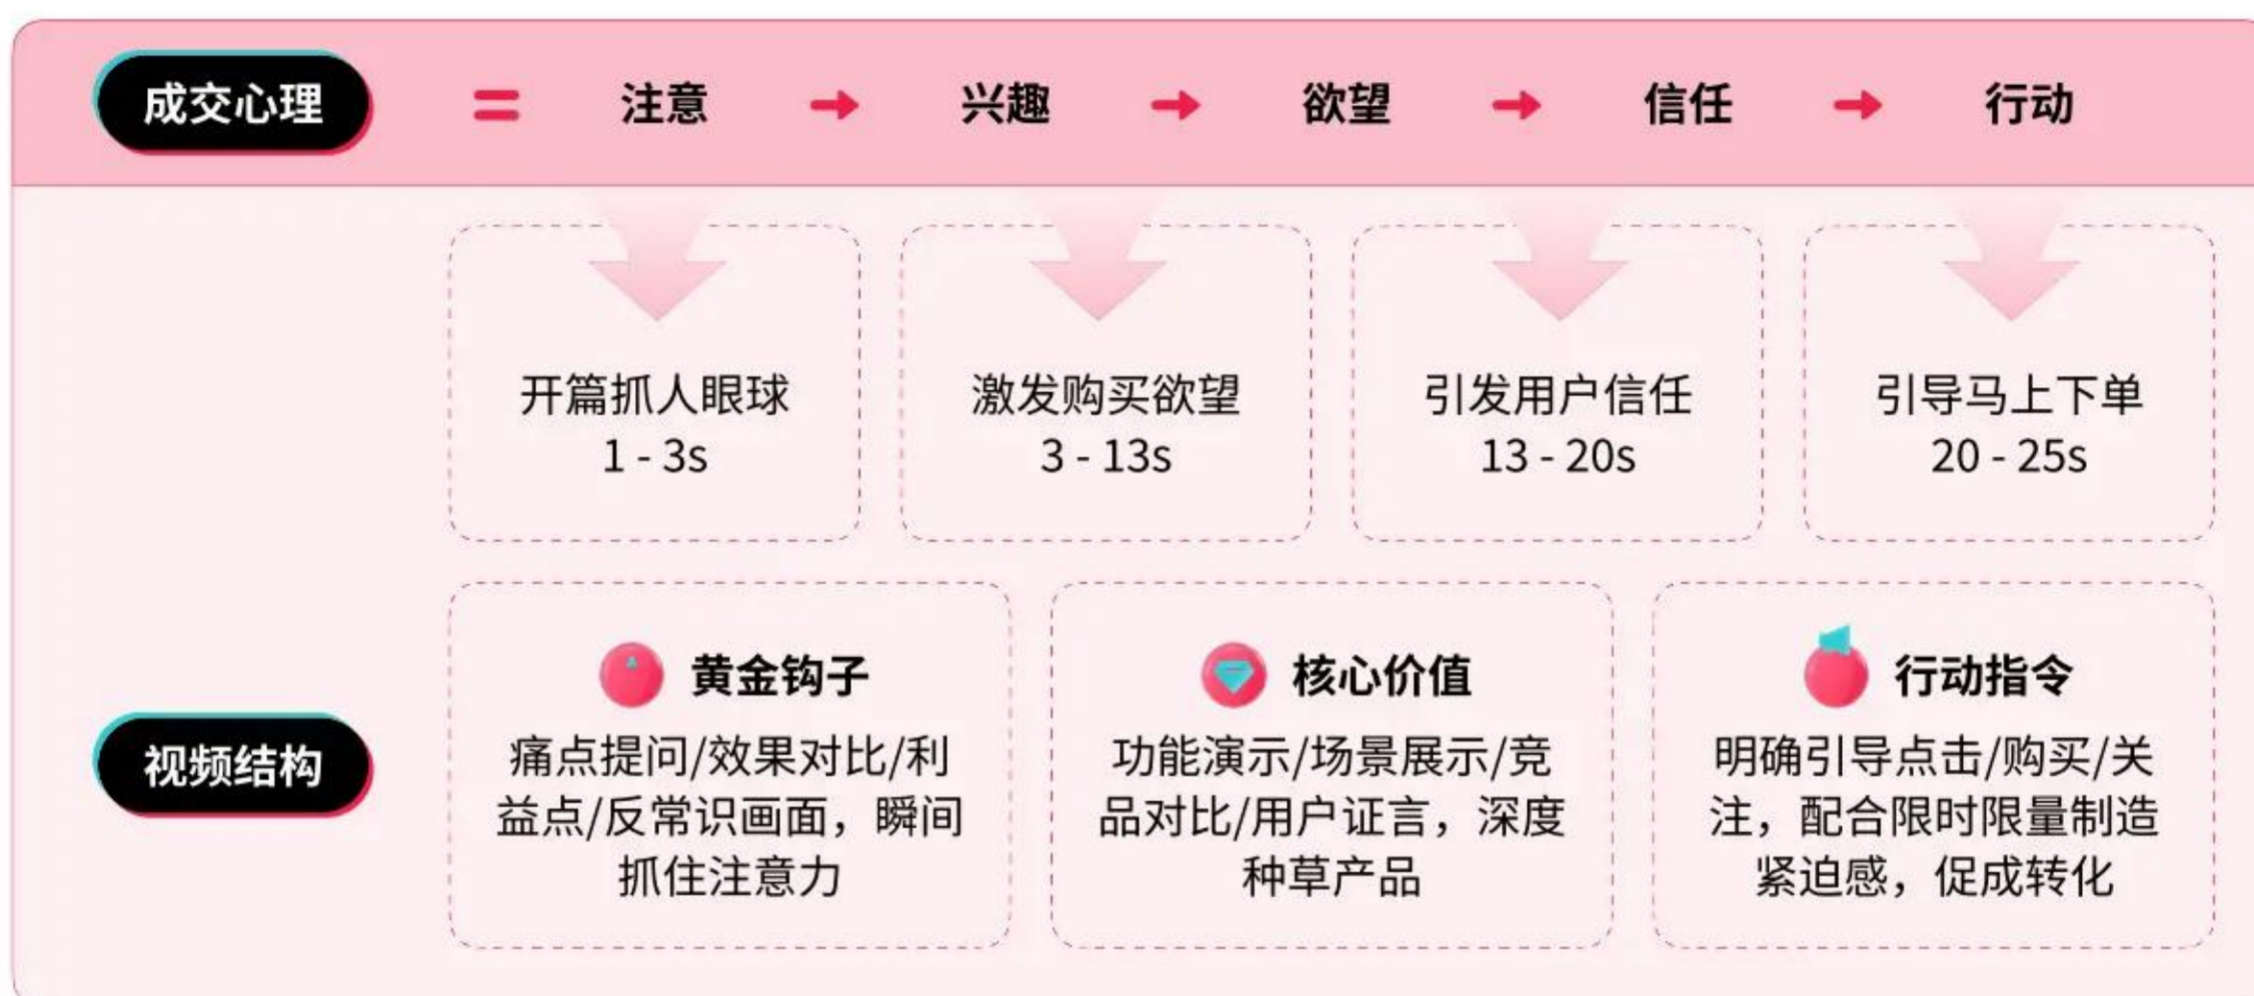 成交心理 = 注意 → 兴趣 → 欲望 → 信任 → 行动
开篇抓人眼球
1 - 3s
激发购买欲望
3 - 13s
引发用户信任
13 - 20s
引导马上下单
20 - 25s
视频结构
黄金钩子
痛点提问/效果对比/利
益点/反常识画面，瞬间
抓住注意力
核心价值
功能演示/场景展示/竞
品对比/用户证言，深度
种草产品
行动指令
明确引导点击/购买/关
注，配合限时限量制造
紧迫感，促成转化